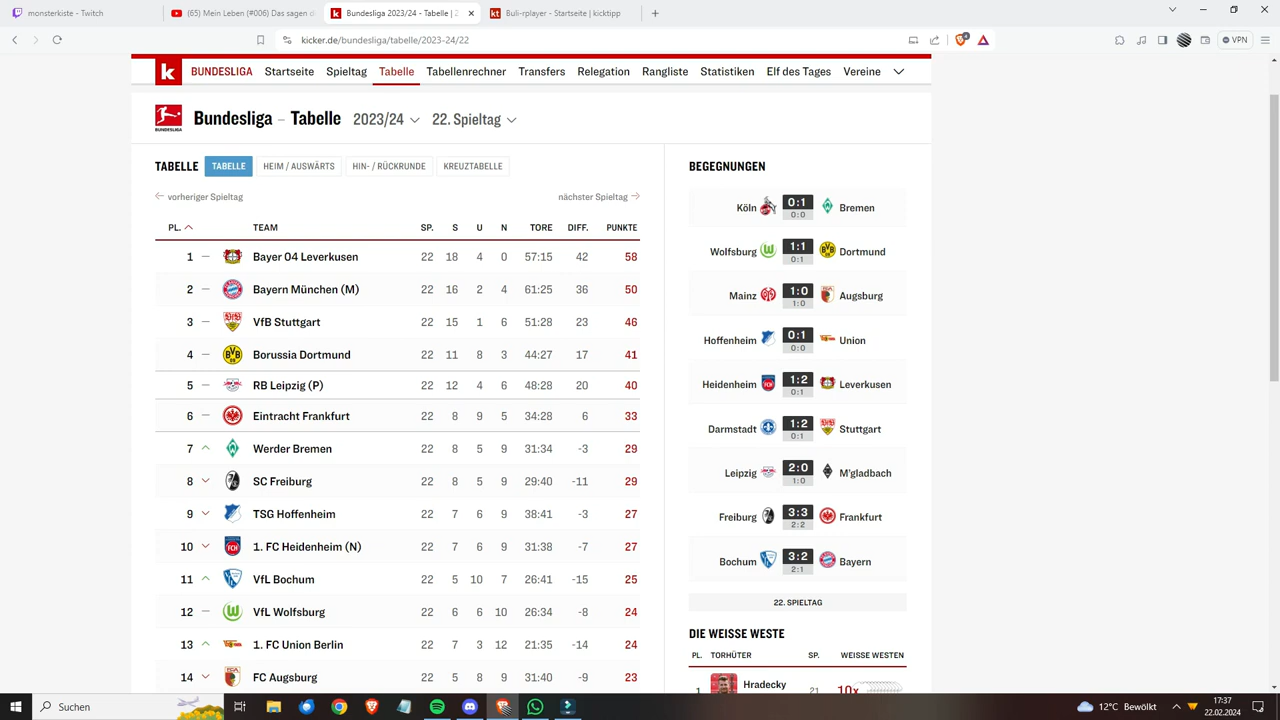 monsterkiste - Twitch
(65) Mein Leben (#006) Das sagen di
Bundesliga 2023/24 - Tabelle | 2
Buli-player - Startseite | kicktipp
kicker.de/bundesliga/tabelle/2023-24/22
VPN
k BUNDESLIGA Startseite Spieltag Tabelle Tabellenrechner Transfers Relegation Rangliste Statistiken Elf des Tages Vereine
BUNDESLIGA
Bundesliga – Tabelle 2023/24 22. Spieltag
TABELLE TABELLE HEIM / AUSWÄRTS HIN- / RÜCKRUNDE KREUZTABELLE
vorheriger Spieltag nächster Spieltag
PL. TEAM SP. S U N TORE DIFF. PUNKTE
1 Bayer 04 Leverkusen 22 18 4 0 57:15 42 58
2 Bayern München (M) 22 16 2 4 61:25 36 50
3 VfB Stuttgart 22 15 1 6 51:28 23 46
4 Borussia Dortmund 22 11 8 3 44:27 17 41
5 RB Leipzig (P) 22 12 4 6 48:28 20 40
6 Eintracht Frankfurt 22 8 9 5 34:28 6 33
7 Werder Bremen 22 8 5 9 31:34 -3 29
8 SC Freiburg 22 8 5 9 29:40 -11 29
9 TSG Hoffenheim 22 7 6 9 38:41 -3 27
10 1. FC Heidenheim (N) 22 7 6 9 31:38 -7 27
11 VfL Bochum 22 5 10 7 26:41 -15 25
12 VfL Wolfsburg 22 6 6 10 26:34 -8 24
13 1. FC Union Berlin 22 7 3 12 21:35 -14 24
14 FC Augsburg 22 5 8 9 31:40 -9 23
BEGEGNUNGEN
Köln 0:1 Bremen
0:0
Wolfsburg 1:1 Dortmund
0:1
Mainz 1:0 Augsburg
1:0
Hoffenheim 0:1 Union
0:0
Heidenheim 1:2 Leverkusen
0:1
Darmstadt 1:2 Stuttgart
0:1
Leipzig 2:0 M'gladbach
1:0
Freiburg 3:3 Frankfurt
2:2
Bochum 3:2 Bayern
2:1
22. SPIELTAG
DIE WEISSE WESTE
PL. TORHÜTER SP. WEISSE WESTEN
1 Hradecky 21 10x
Suchen
12°C Bewölkt
17:37
22.02.2024